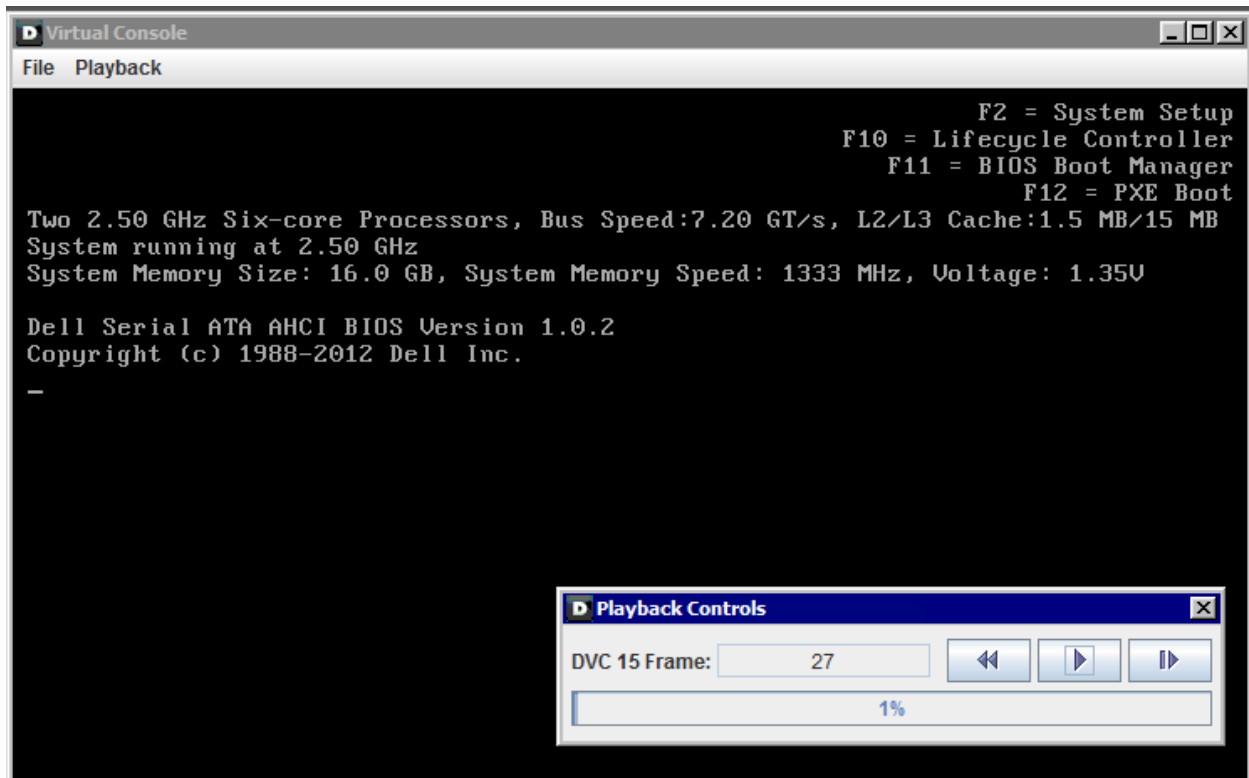 Virtual Console
File Playback
F2 = System Setup
F10 = Lifecycle Controller
F11 = BIOS Boot Manager
F12 = PXE Boot
Two 2.50 GHz Six-core Processors, Bus Speed:7.20 GT/s, L2/L3 Cache:1.5 MB/15 MB
System running at 2.50 GHz
System Memory Size: 16.0 GB, System Memory Speed: 1333 MHz, Voltage: 1.35V
Dell Serial ATA AHCI BIOS Version 1.0.2
Copyright (c) 1988-2012 Dell Inc.
_
D Playback Controls
DVC 15 Frame: 27
1%